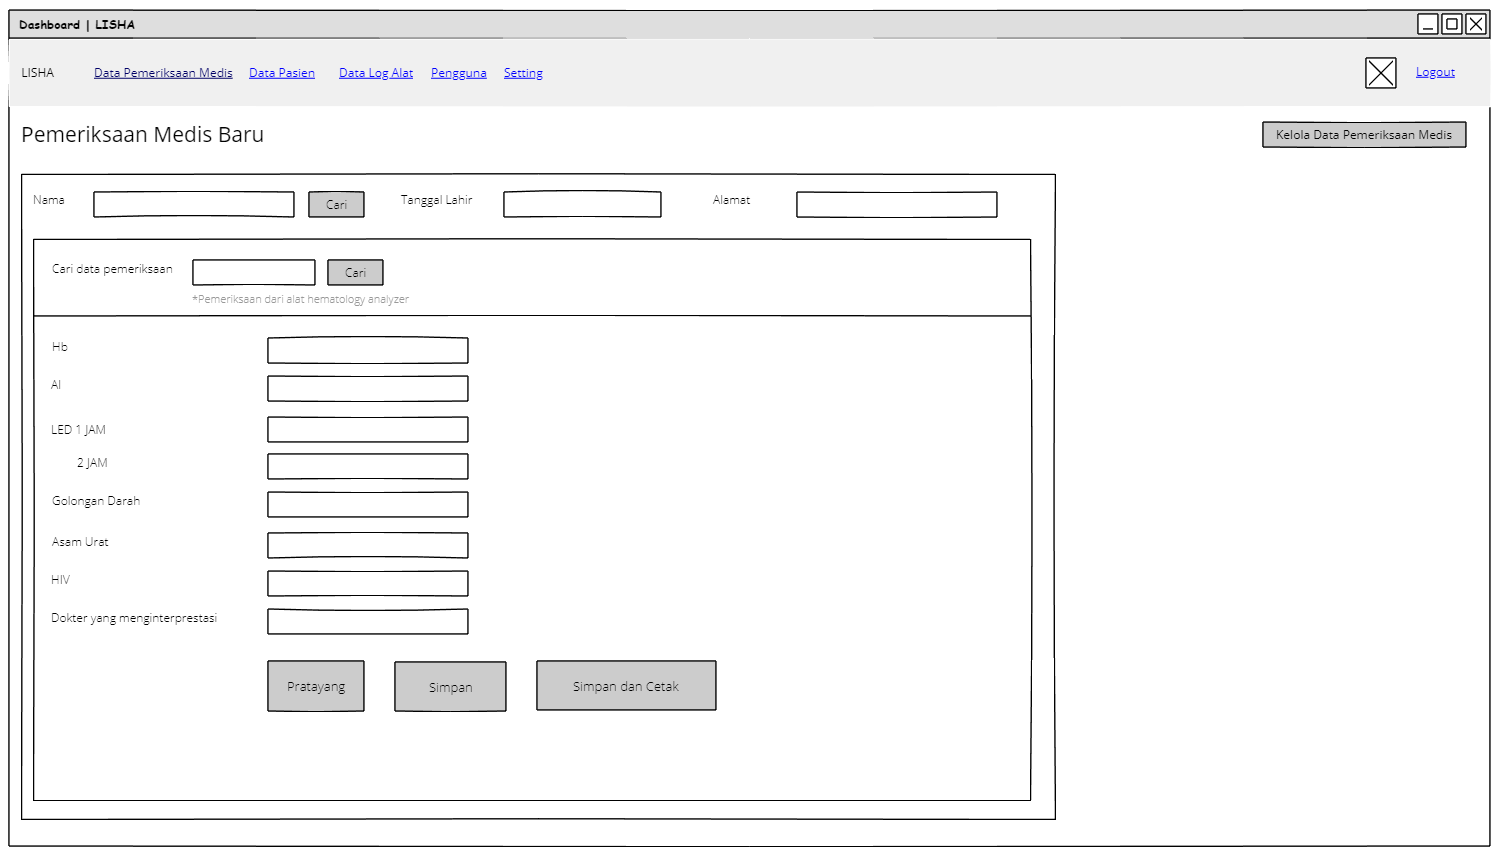 Dashboard | LISHA
LISHA Data Pemeriksaan Medis Data Pasien Data Log Alat Pengguna Setting Logout
Pemeriksaan Medis Baru Kelola Data Pemeriksaan Medis
Nama Cari Tanggal Lahir Alamat
Cari data pemeriksaan Cari
*Pemeriksaan dari alat hematology analyzer
Hb
Al
LED 1 JAM
2 JAM
Golongan Darah
Asam Urat
HIV
Dokter yang menginterprestasi
Pratayang Simpan Simpan dan Cetak